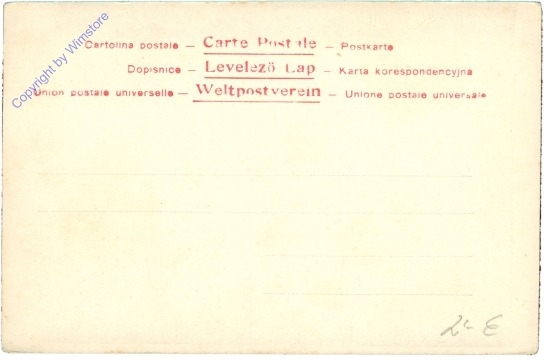 Cartolina postale – Carte Postale – Postkarte
Dopisnice – Levelező Lap – Karta korespondencyjna
Union postale universelle – Weltpostverein – Unione postale universale
Copyright by Wimstore